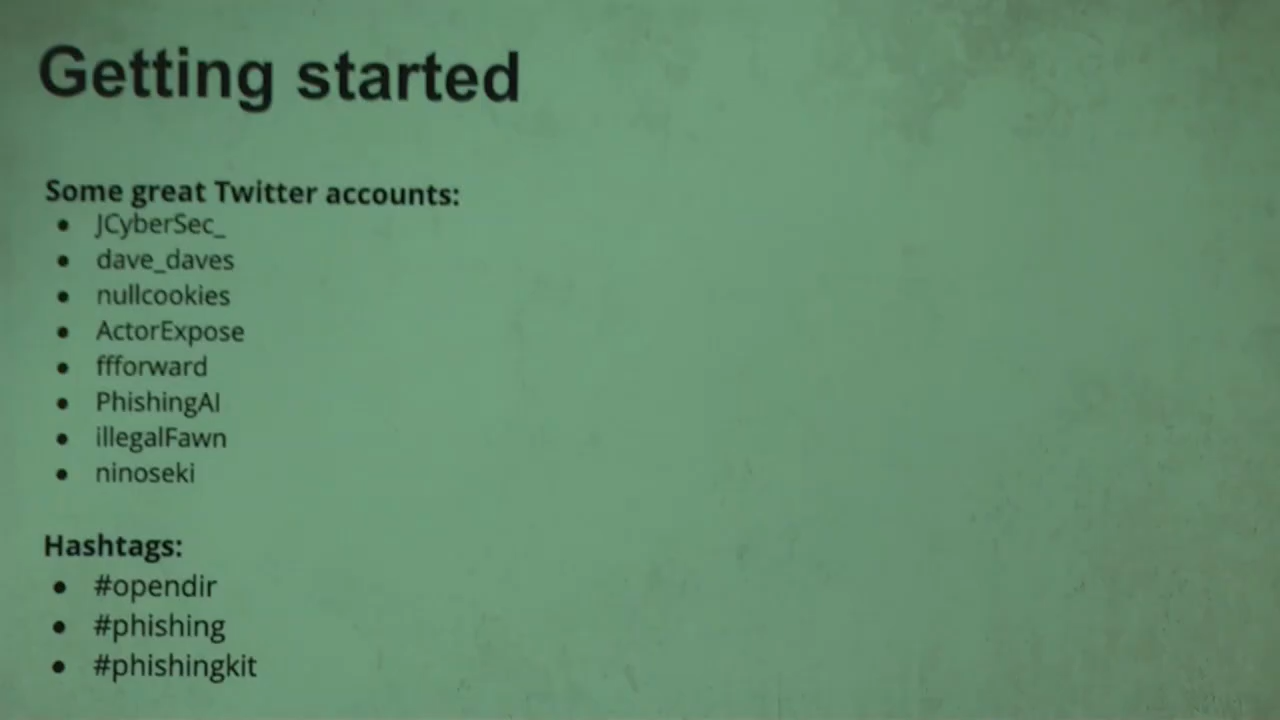 Getting started
Some great Twitter accounts:
• JCyberSec_
• dave_daves
• nullcookies
• ActorExpose
• ffforward
• PhishingAI
• illegalFawn
• ninoseki
Hashtags:
• #opendir
• #phishing
• #phishingkit